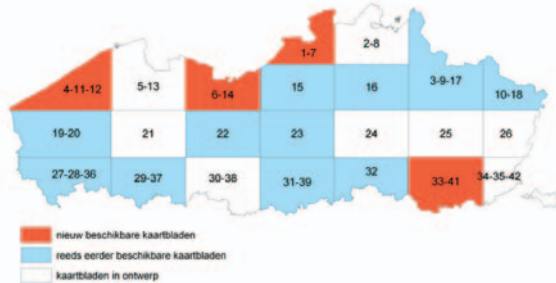 1-7 2-8
4-11-12 5-13 6-14 15 16 3-9-17 10-18
19-20 21 22 23 24 25 26
27-28-36 29-37 30-38 31-39 32 33-41 34-35-42
nieuw beschikbare kaartbladen
reeds eerder beschikbare kaartbladen
kaartbladen in ontwerp